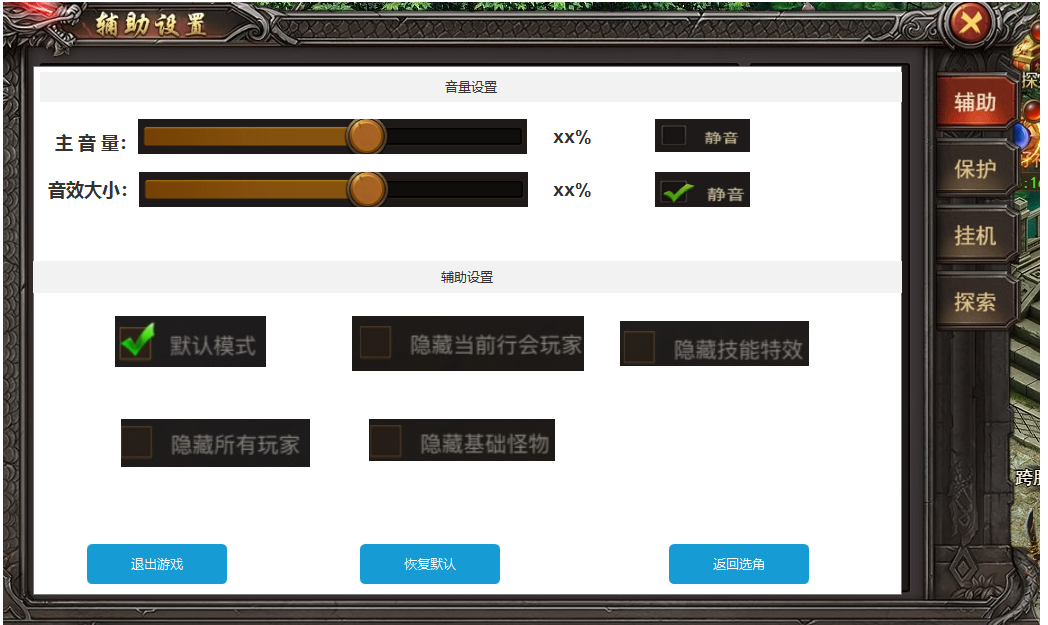 辅助设置
音量设置
主 音 量： xx% 静音
音效大小： xx% 静音
辅助设置
默认模式 隐藏当前行会玩家 隐藏技能特效
隐藏所有玩家 隐藏基础怪物
退出游戏 恢复默认 返回选角
辅助
保护
挂机
探索
探
跨